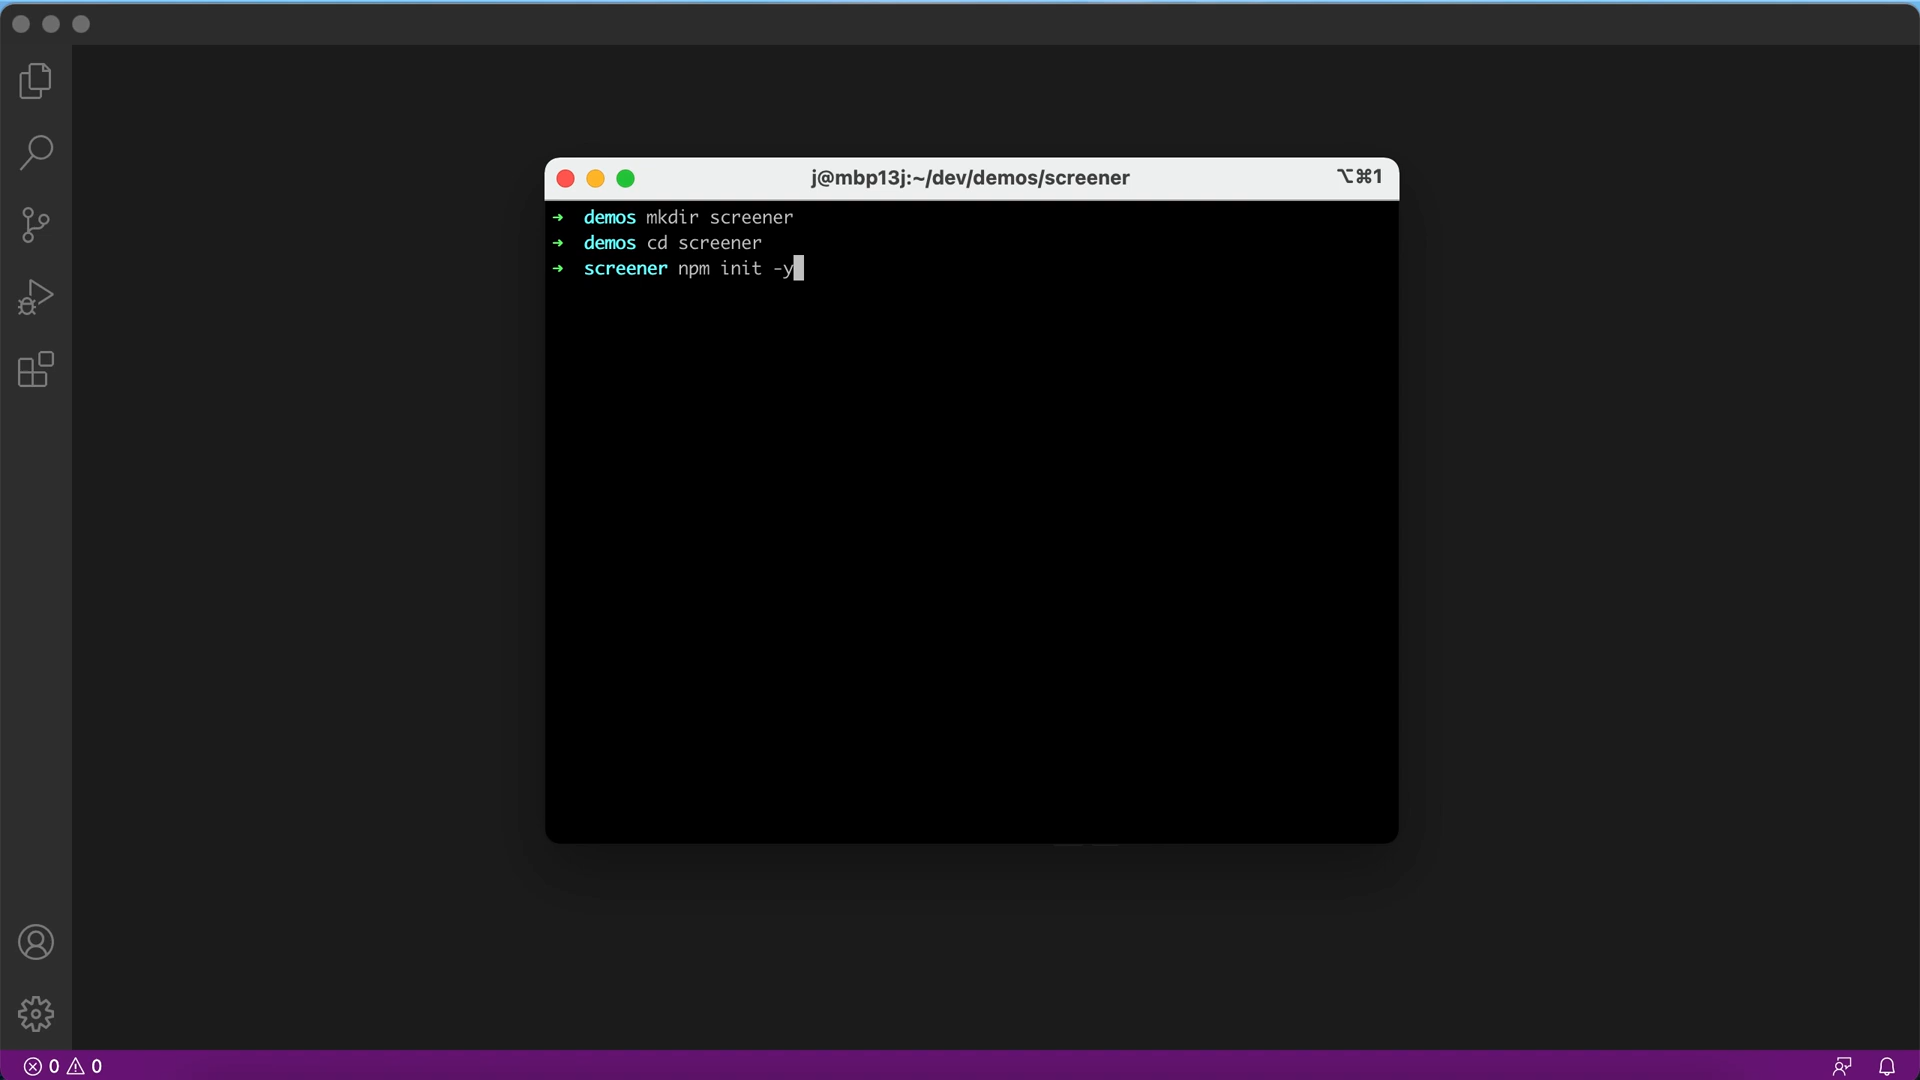 j@mbp13j:~/dev/demos/screener
⌥⌘1
➜ demos mkdir screener
➜ demos cd screener
➜ screener npm init -y
0 0